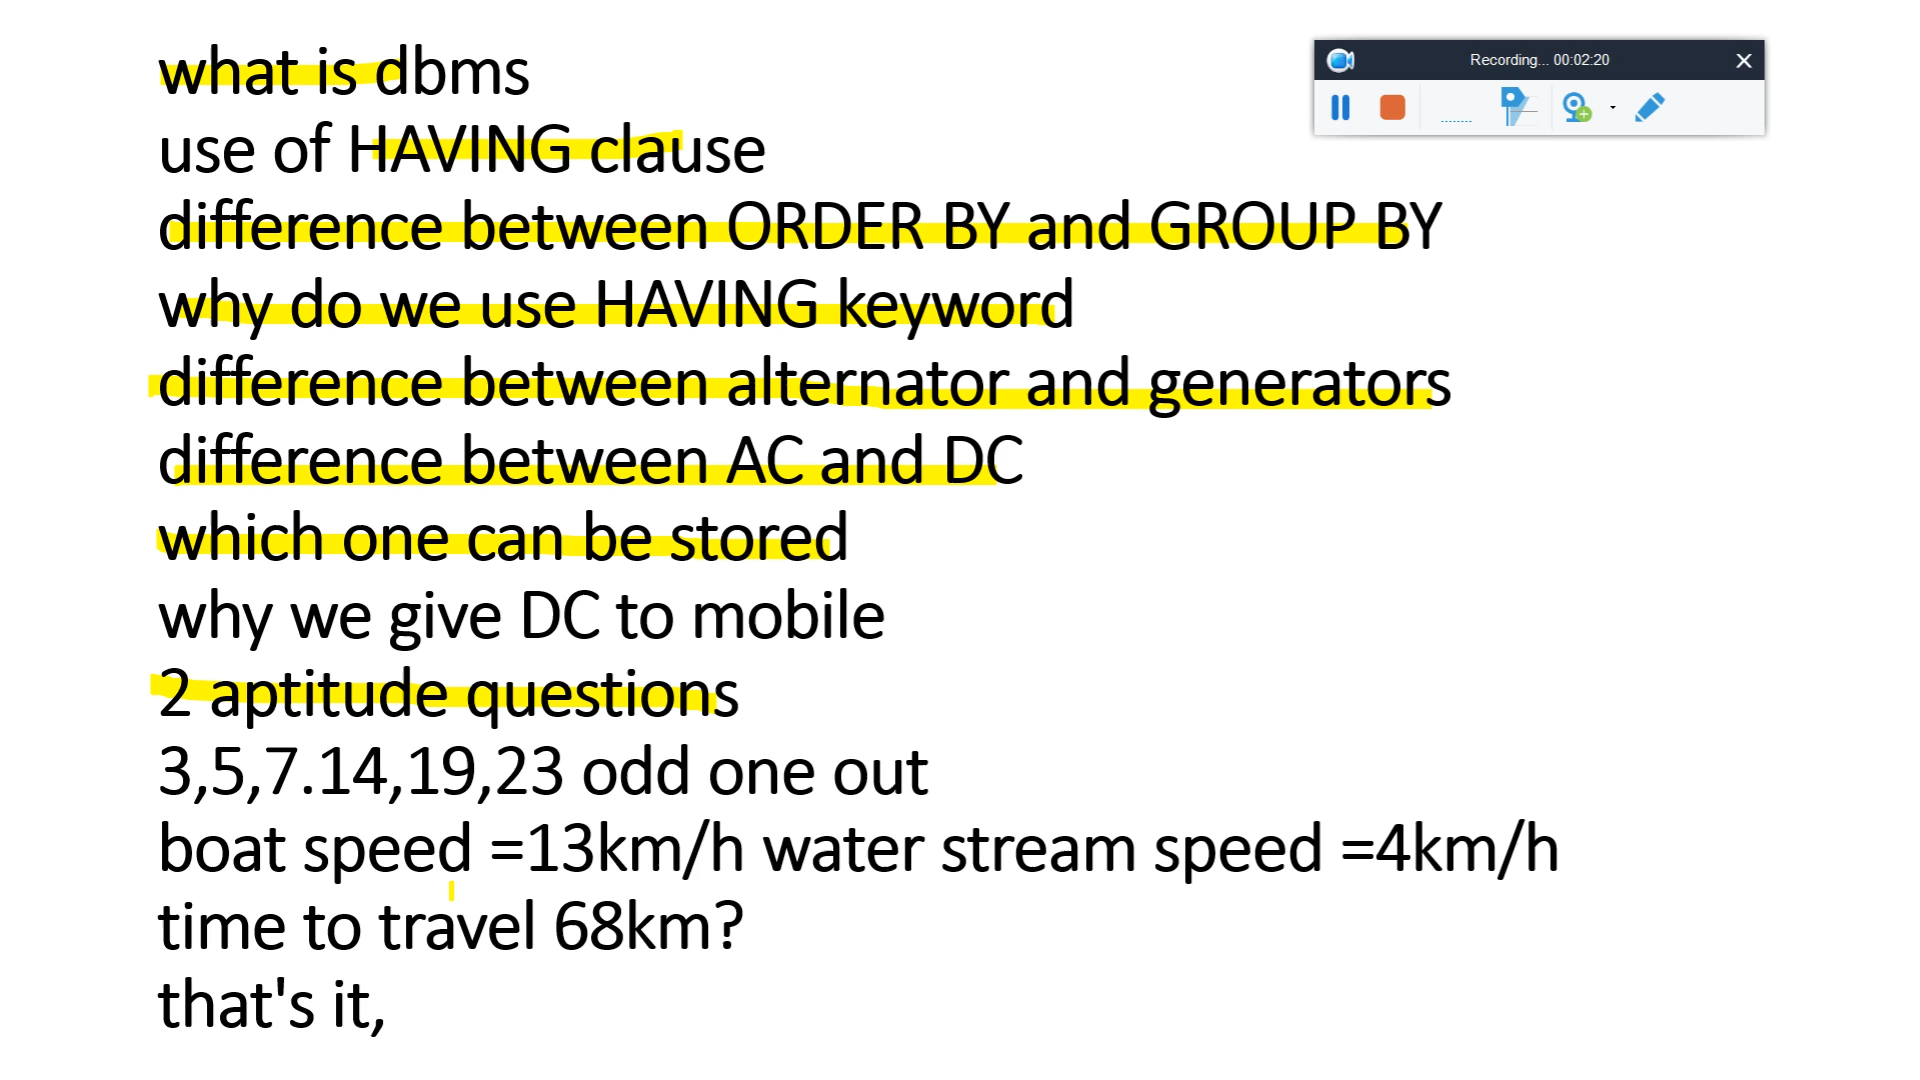 what is dbms
use of HAVING clause
difference between ORDER BY and GROUP BY
why do we use HAVING keyword
difference between alternator and generators
difference between AC and DC
which one can be stored
why we give DC to mobile
2 aptitude questions
3,5,7.14,19,23 odd one out
boat speed =13km/h water stream speed =4km/h
time to travel 68km?
that's it,
Recording... 00:02:20